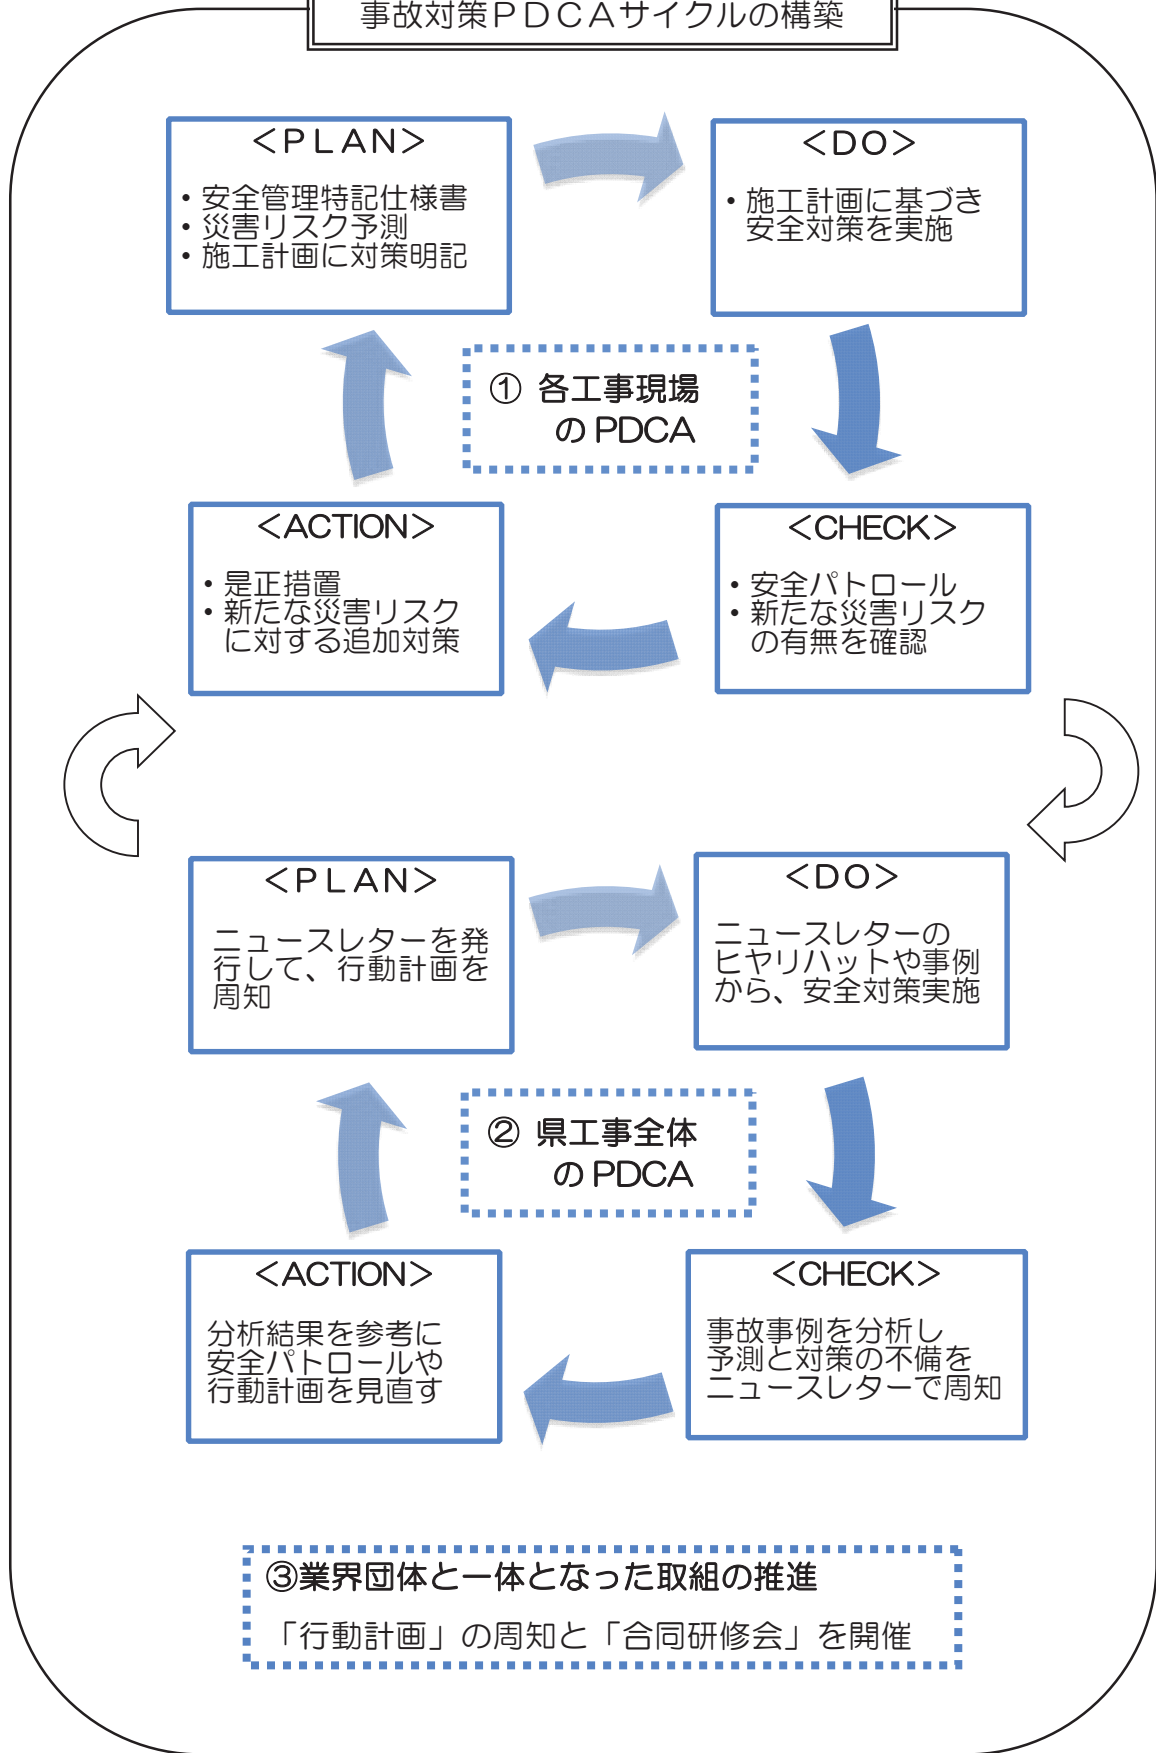 事故対策PDCAサイクルの構築
<PLAN>
・安全管理特記仕様書
・災害リスク予測
・施工計画に対策明記
<DO>
・施工計画に基づき
安全対策を実施
① 各工事現場
のPDCA
<ACTION>
・是正措置
・新たな災害リスク
に対する追加対策
<CHECK>
・安全パトロール
・新たな災害リスク
の有無を確認
<PLAN>
ニュースレターを発
行して、行動計画を
周知
<DO>
ニュースレターの
ヒヤリハットや事例
から、安全対策実施
② 県工事全体
のPDCA
<ACTION>
分析結果を参考に
安全パトロールや
行動計画を見直す
<CHECK>
事故事例を分析し
予測と対策の不備を
ニュースレターで周知
③業界団体と一体となった取組の推進
「行動計画」の周知と「合同研修会」を開催